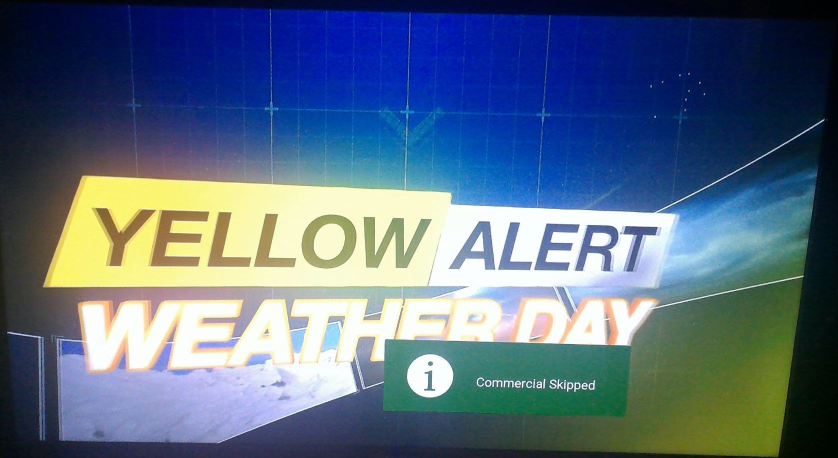 YELLOW ALERT
WEATHER DAY
i
Commercial Skipped